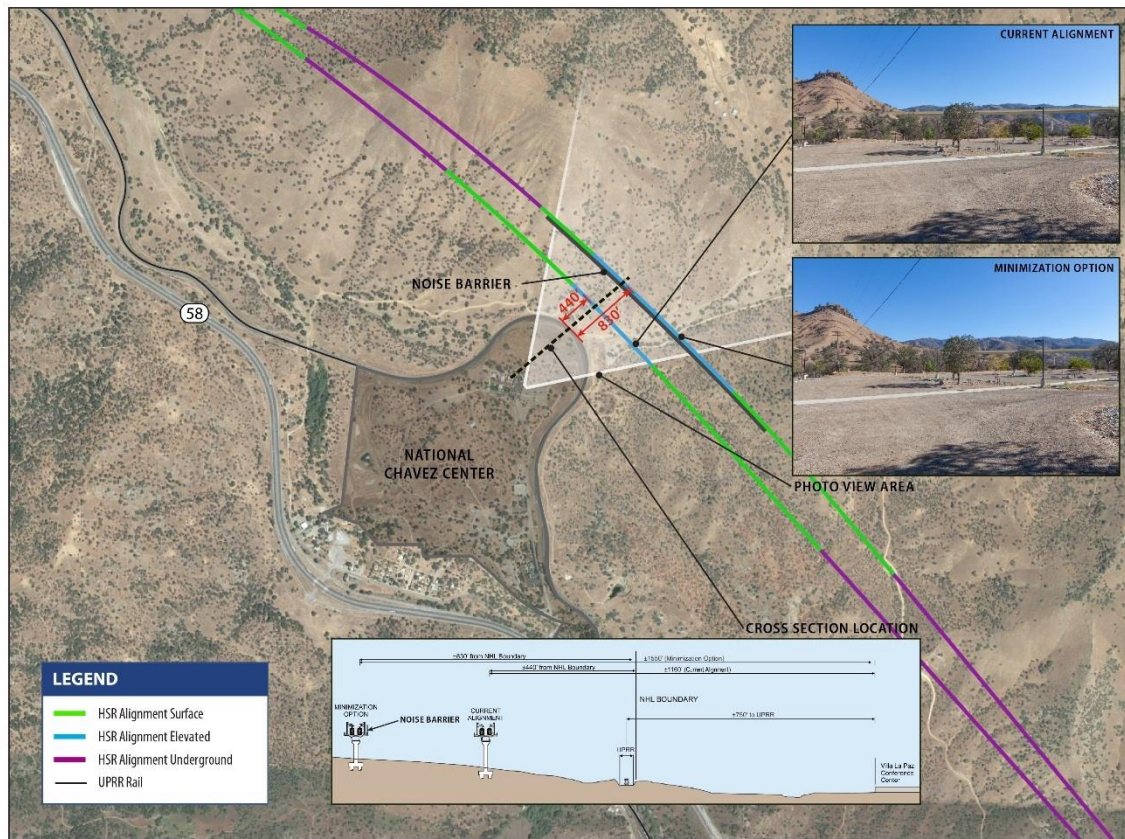 CURRENT ALIGNMENT
MINIMIZATION OPTION
NOISE BARRIER
440'
830'
58
NATIONAL
CHAVEZ CENTER
PHOTO VIEW AREA
CROSS SECTION LOCATION
LEGEND
HSR Alignment Surface
HSR Alignment Elevated
HSR Alignment Underground
UPRR Rail
±830' from NHL Boundary
±1550' (Minimization Option)
±440' from NHL Boundary
±1160' (Current Alignment)
NHL BOUNDARY
MINIMIZATION
OPTION
NOISE BARRIER
CURRENT
ALIGNMENT
±750' to UPRR
UPRR
Villa La Paz
Conference
Center